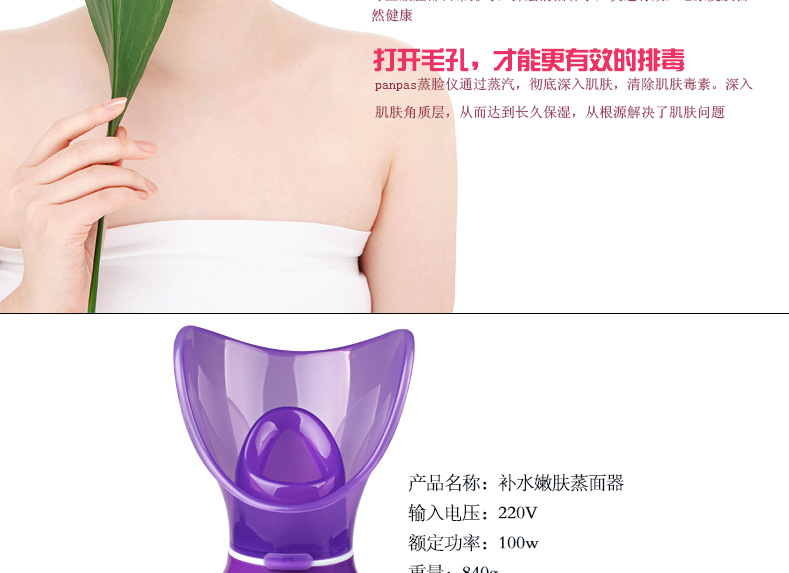 然健康
打开毛孔，才能更有效的排毒
panpas蒸脸仪通过蒸汽，彻底深入肌肤，清除肌肤毒素。深入
肌肤角质层，从而达到长久保湿，从根源解决了肌肤问题
产品名称：补水嫩肤蒸面器
输入电压：220V
额定功率：100w
重量：840g